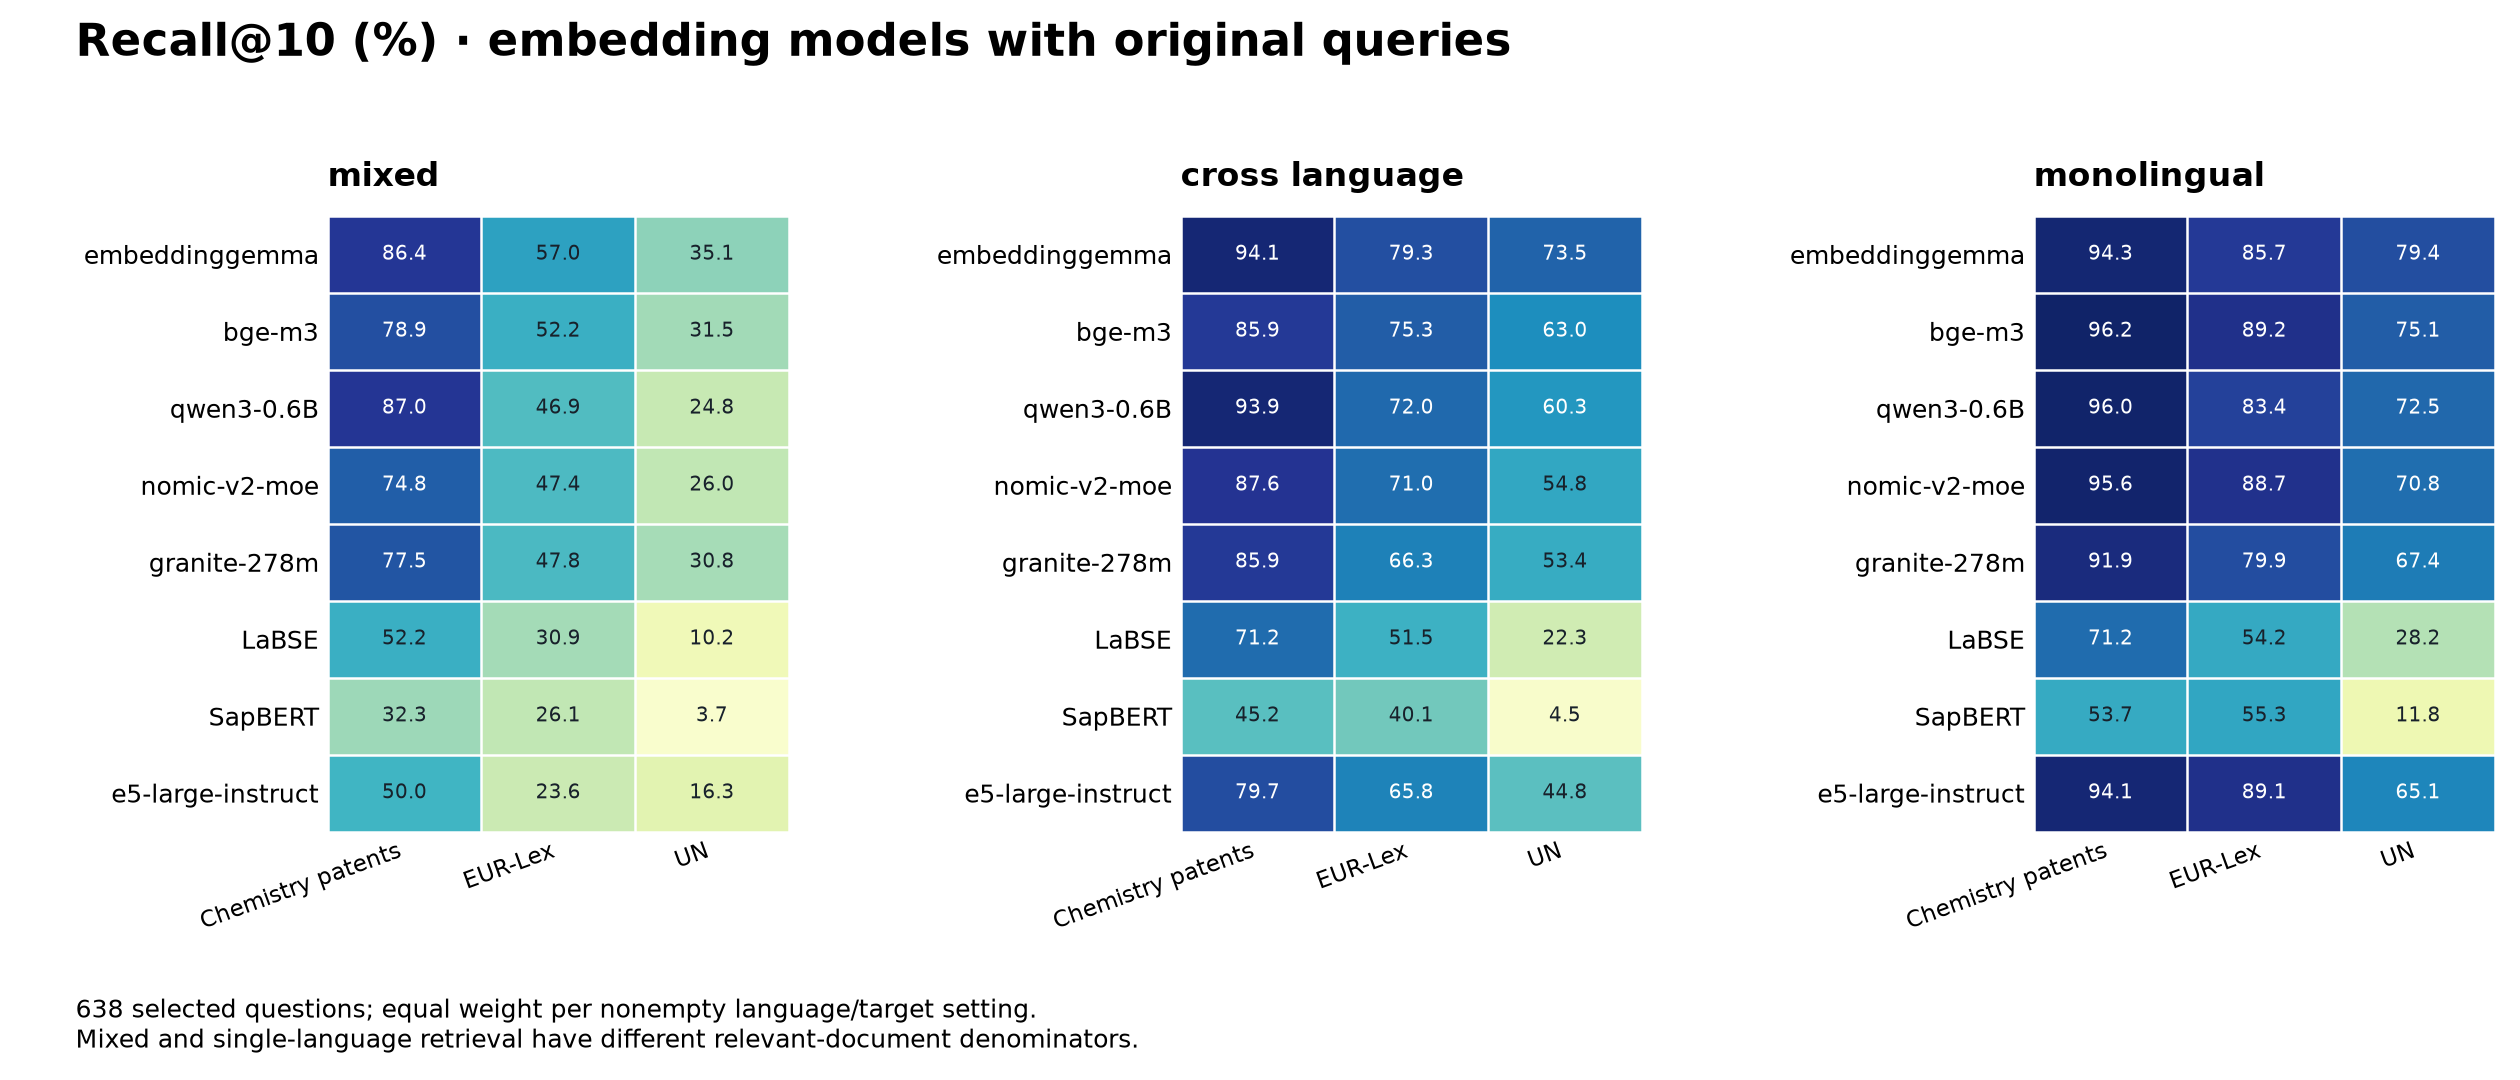 Recall@10 (%) · embedding models with original queries
mixed
embeddinggemma 86.4 57.0 35.1
bge-m3 78.9 52.2 31.5
qwen3-0.6B 87.0 46.9 24.8
nomic-v2-moe 74.8 47.4 26.0
granite-278m 77.5 47.8 30.8
LaBSE 52.2 30.9 10.2
SapBERT 32.3 26.1 3.7
e5-large-instruct 50.0 23.6 16.3
Chemistry patents EUR-Lex UN
cross language
embeddinggemma 94.1 79.3 73.5
bge-m3 85.9 75.3 63.0
qwen3-0.6B 93.9 72.0 60.3
nomic-v2-moe 87.6 71.0 54.8
granite-278m 85.9 66.3 53.4
LaBSE 71.2 51.5 22.3
SapBERT 45.2 40.1 4.5
e5-large-instruct 79.7 65.8 44.8
Chemistry patents EUR-Lex UN
monolingual
embeddinggemma 94.3 85.7 79.4
bge-m3 96.2 89.2 75.1
qwen3-0.6B 96.0 83.4 72.5
nomic-v2-moe 95.6 88.7 70.8
granite-278m 91.9 79.9 67.4
LaBSE 71.2 54.2 28.2
SapBERT 53.7 55.3 11.8
e5-large-instruct 94.1 89.1 65.1
Chemistry patents EUR-Lex UN
638 selected questions; equal weight per nonempty language/target setting.
Mixed and single-language retrieval have different relevant-document denominators.